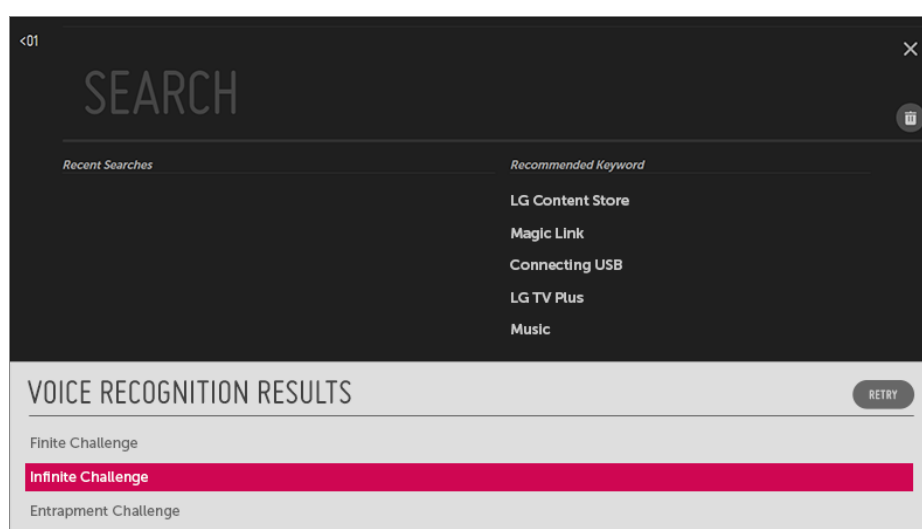 <01
SEARCH
Recent Searches
Recommended Keyword
LG Content Store
Magic Link
Connecting USB
LG TV Plus
Music
VOICE RECOGNITION RESULTS
RETRY
Finite Challenge
Infinite Challenge
Entrapment Challenge